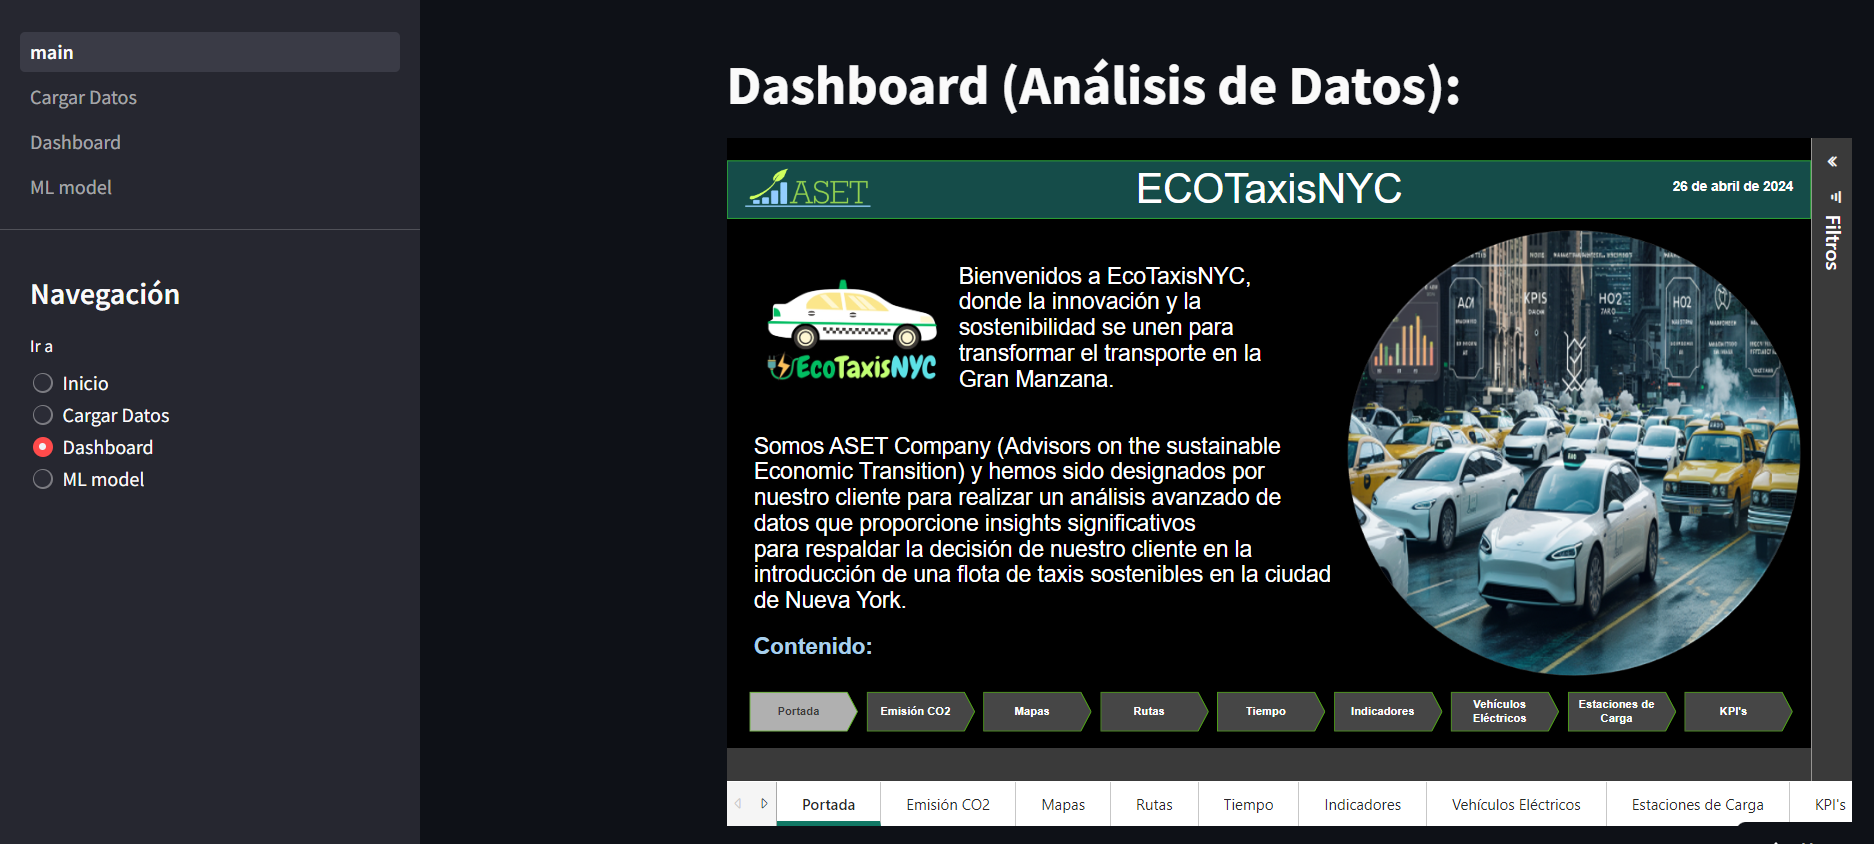 main
Cargar Datos
Dashboard
ML model
Navegación
Ir a
Inicio
Cargar Datos
Dashboard
ML model
Dashboard (Análisis de Datos):
ASET
ECOTaxisNYC
26 de abril de 2024
Filtros
EcoTaxisNYC
Bienvenidos a EcoTaxisNYC,
donde la innovación y la
sostenibilidad se unen para
transformar el transporte en la
Gran Manzana.
KPIS
HO2
HO2
Somos ASET Company (Advisors on the sustainable
Economic Transition) y hemos sido designados por
nuestro cliente para realizar un análisis avanzado de
datos que proporcione insights significativos
para respaldar la decisión de nuestro cliente en la
introducción de una flota de taxis sostenibles en la ciudad
de Nueva York.
Contenido:
Portada
Emisión CO2
Mapas
Rutas
Tiempo
Indicadores
Vehículos
Eléctricos
Estaciones de
Carga
KPI's
Portada
Emisión CO2
Mapas
Rutas
Tiempo
Indicadores
Vehículos Eléctricos
Estaciones de Carga
KPI's